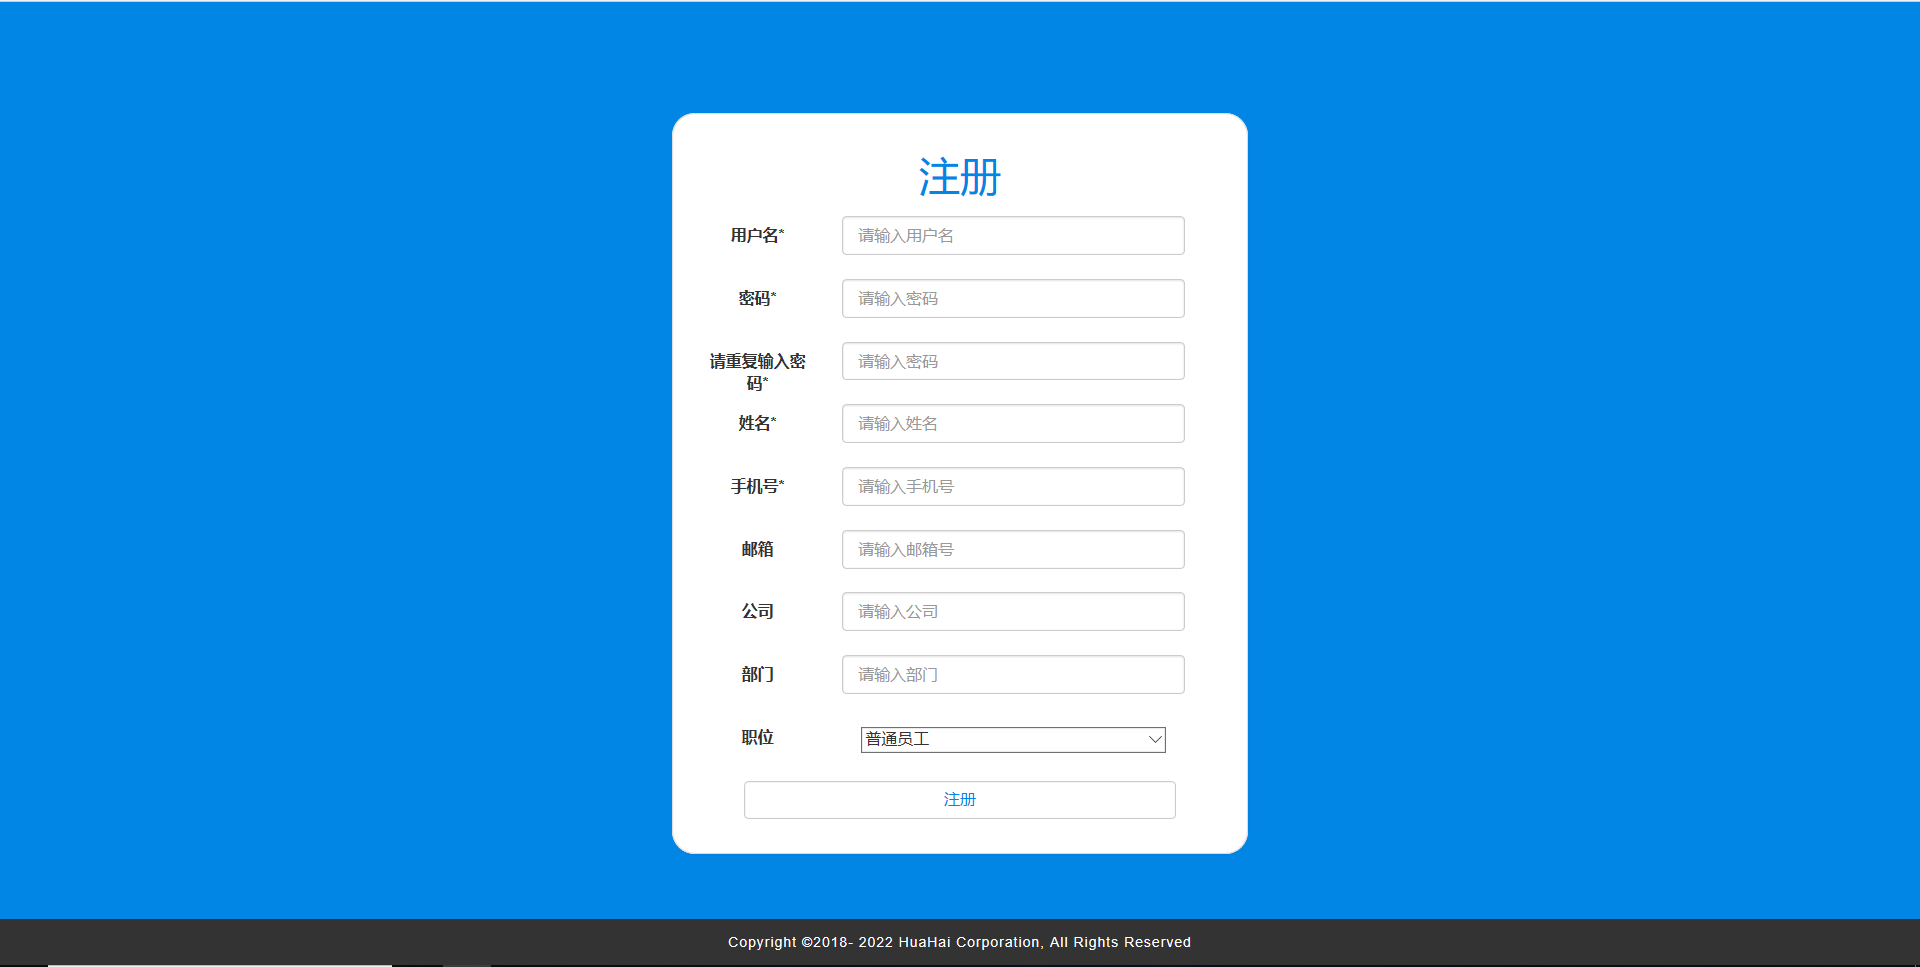 注册
用户名* 请输入用户名
密码* 请输入密码
请重复输入密 请输入密码
码*
姓名* 请输入姓名
手机号* 请输入手机号
邮箱 请输入邮箱号
公司 请输入公司
部门 请输入部门
职位 普通员工
注册
Copyright ©2018- 2022 HuaHai Corporation, All Rights Reserved